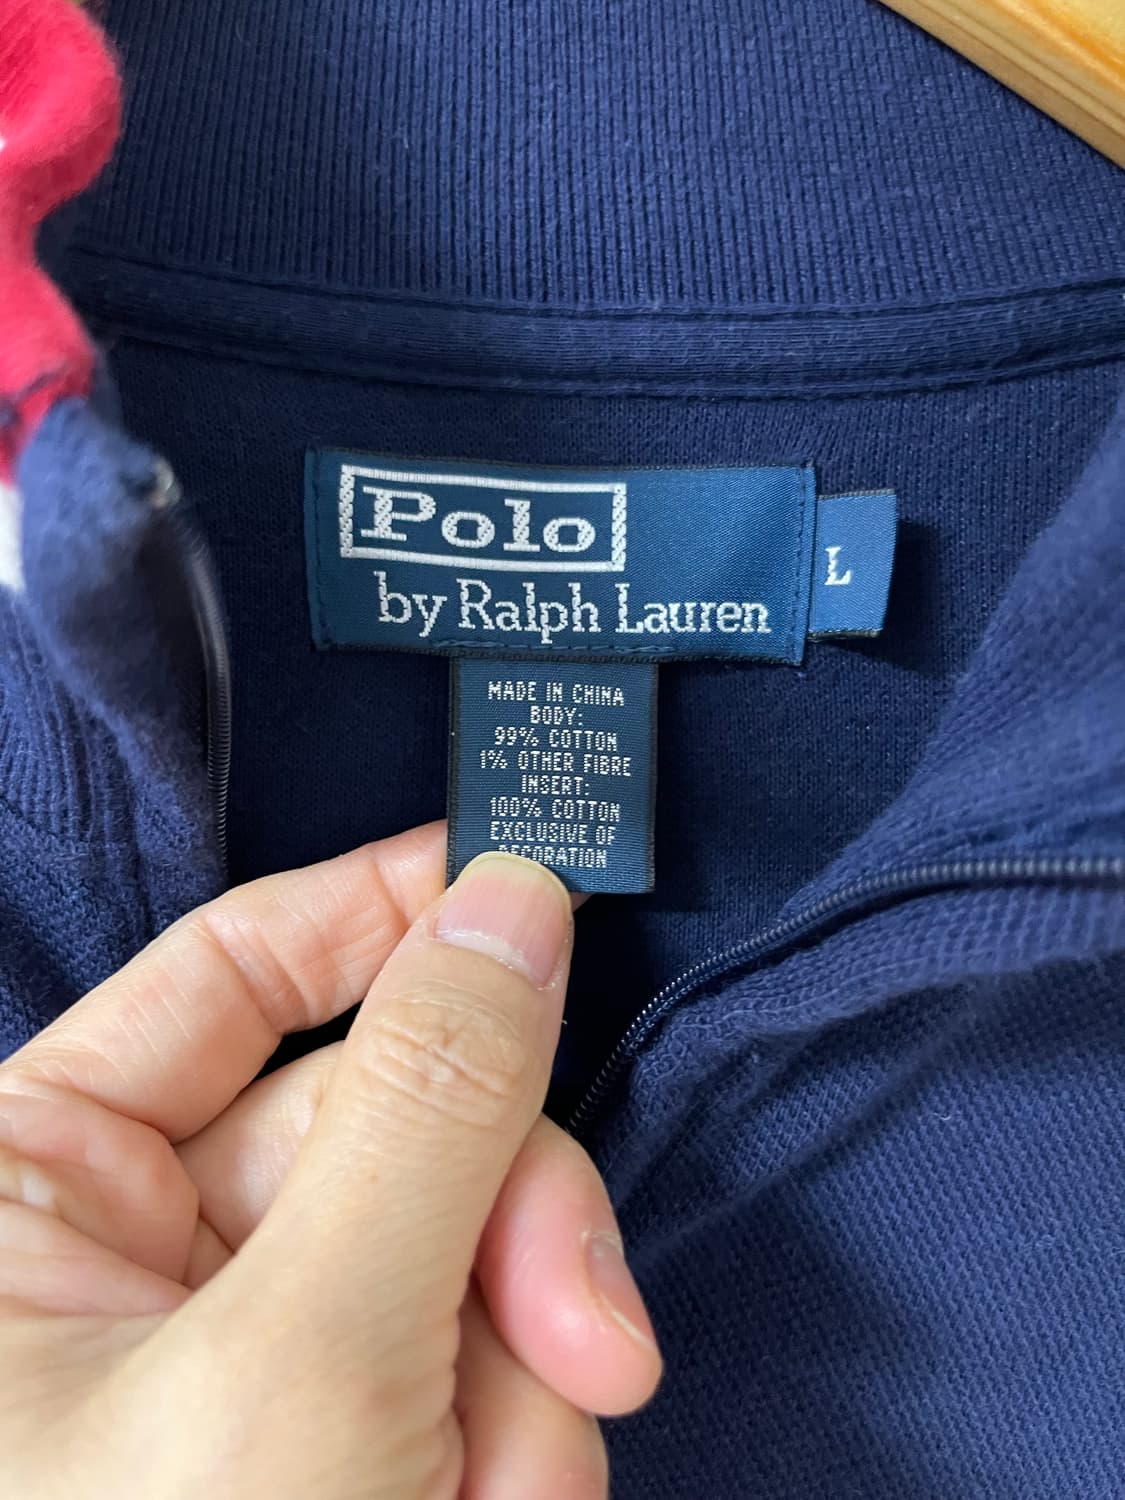 Polo
by Ralph Lauren
L
MADE IN CHINA
BODY:
99% COTTON
1% OTHER FIBRE
INSERT:
100% COTTON
EXCLUSIVE OF
DECORATION